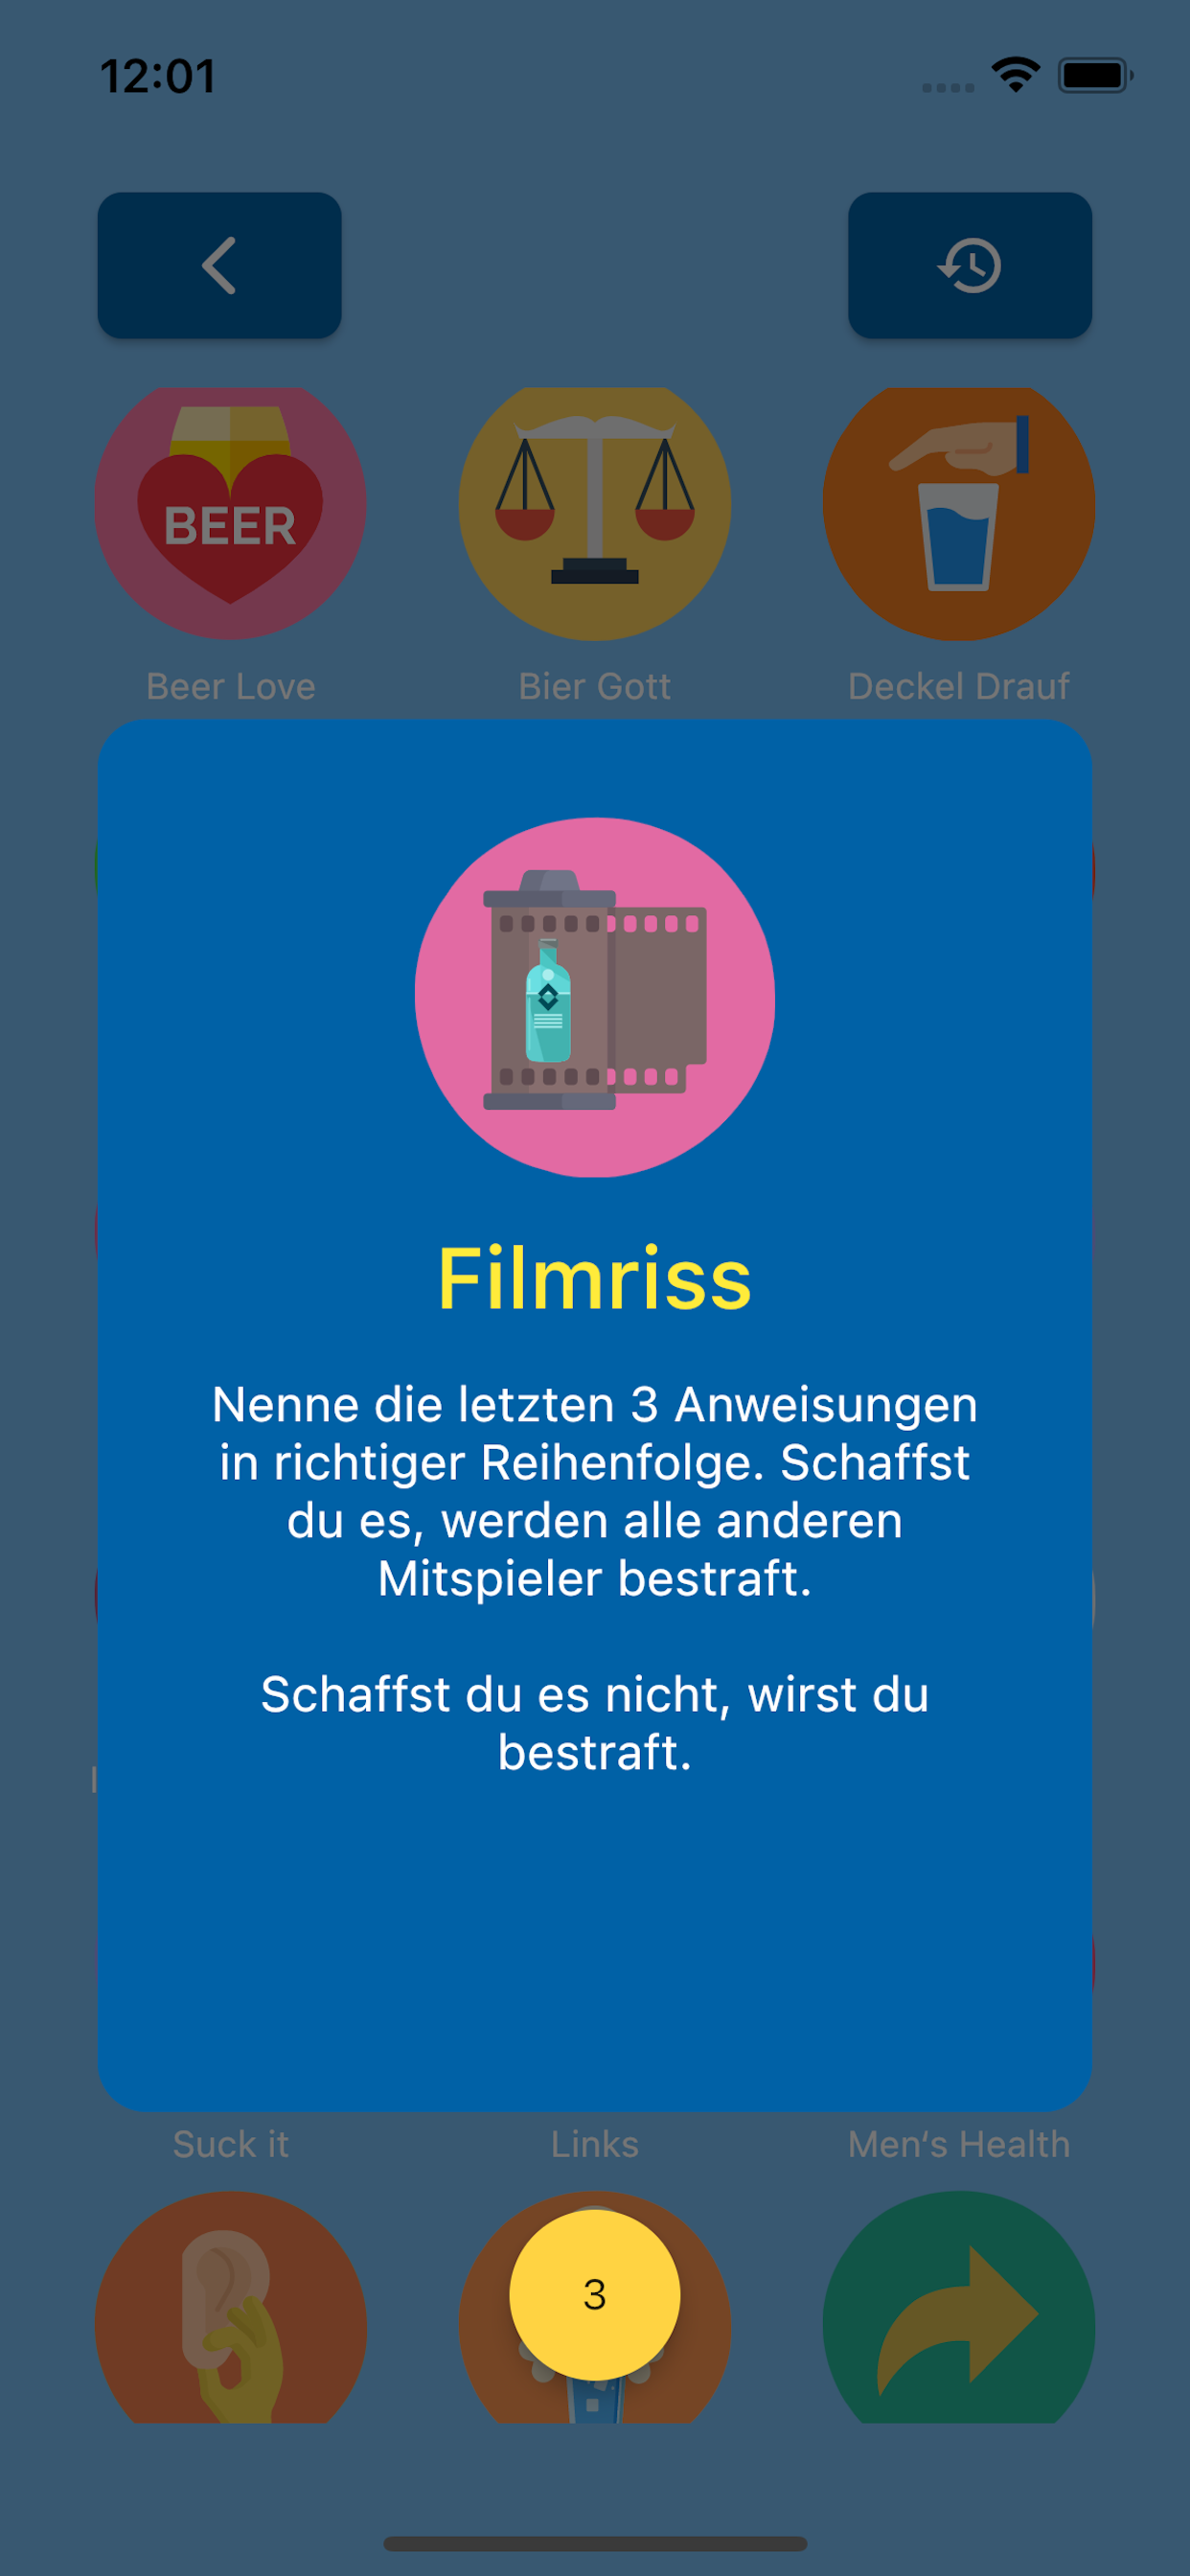 12:01
BEER
Beer Love
Bier Gott
Deckel Drauf
Filmriss
Nenne die letzten 3 Anweisungen
in richtiger Reihenfolge. Schaffst
du es, werden alle anderen
Mitspieler bestraft.
Schaffst du es nicht, wirst du
bestraft.
Suck it
Links
Men‘s Health
3